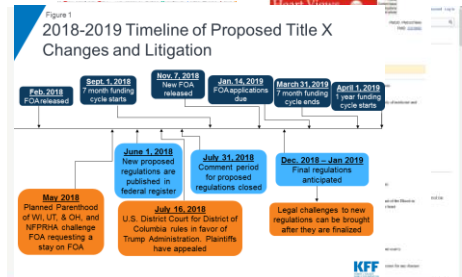 Heart Views
Figure 1
2018-2019 Timeline of Proposed Title X
Changes and Litigation
Feb. 2018
FOA released
Sept. 1, 2018
7 month funding
cycle starts
Nov. 7, 2018
New FOA
released
Jan. 14, 2019
FOA applications
due
March 31, 2019
7 month funding
cycle ends
April 1, 2019
1 year funding
cycle starts
May 2018
Planned Parenthood
of WI, UT, & OH, and
NFPRHA challenge
FOA requesting a
stay on FOA
June 1, 2018
New proposed
regulations are
published in
federal register
July 16, 2018
U.S. District Court for District of
Columbia rules in favor of
Trump Administration. Plaintiffs
have appealed
July 31, 2018
Comment period
for proposed
regulations closed
Dec. 2018 – Jan 2019
Final regulations
anticipated
Legal challenges to new
regulations can be brought
after they are finalized
KFF